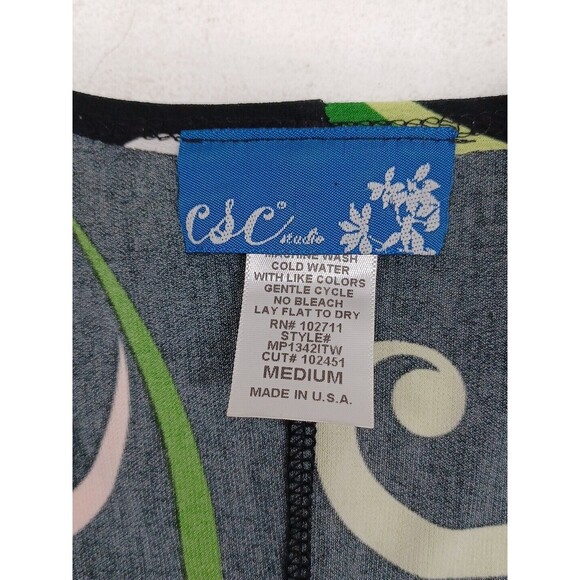 csc® studio
MACHINE WASH
COLD WATER
WITH LIKE COLORS
GENTLE CYCLE
NO BLEACH
LAY FLAT TO DRY
RN# 102711
STYLE#
MP1342ITW
CUT# 102451
MEDIUM
MADE IN U.S.A.